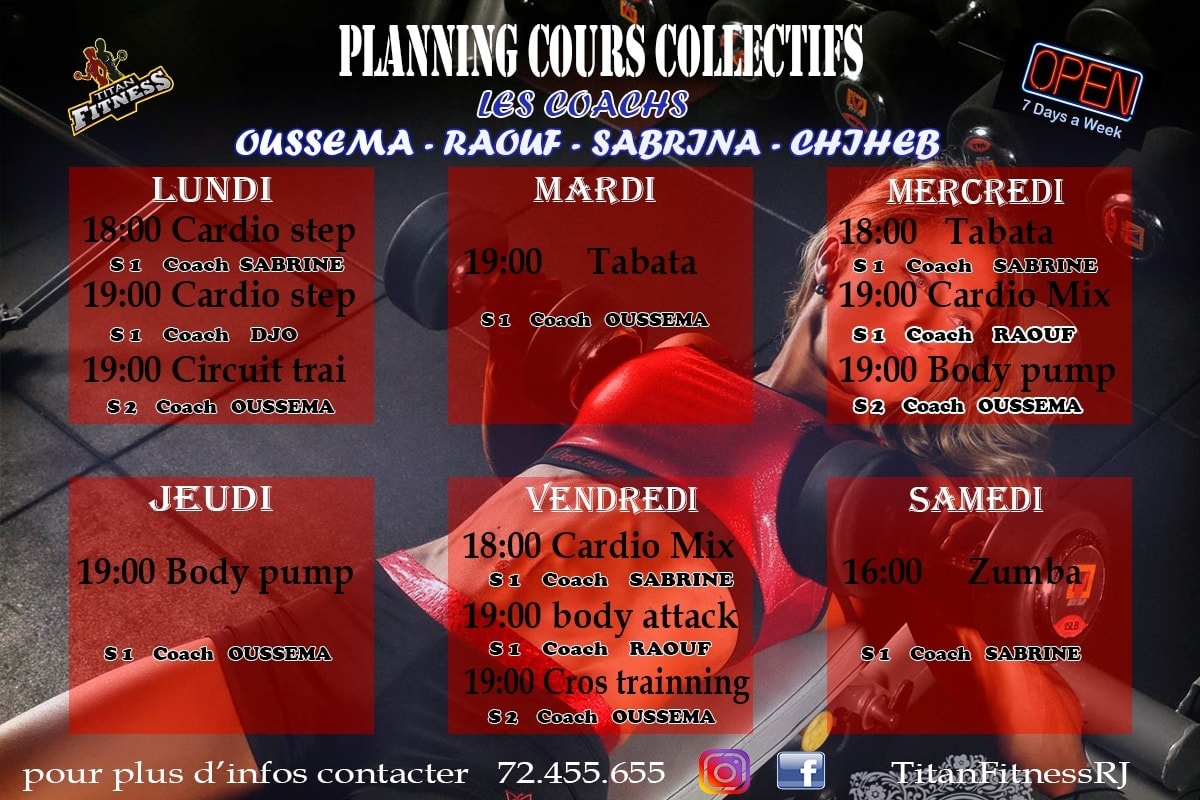 TITAN
FITNESS
PLANNING COURS COLLECTIFS
LES COACHS
OUSSEMA - RAOUF - SABRINA - CHIHEB
OPEN
7 Days a Week
LUNDI
18:00 Cardio step
S 1 Coach SABRINE
19:00 Cardio step
S 1 Coach DJO
19:00 Circuit trai
S 2 Coach OUSSEMA
MARDI
19:00 Tabata
S 1 Coach OUSSEMA
MERCREDI
18:00 Tabata
S 1 Coach SABRINE
19:00 Cardio Mix
S 1 Coach RAOUF
19:00 Body pump
S 2 Coach OUSSEMA
JEUDI
19:00 Body pump
S 1 Coach OUSSEMA
VENDREDI
18:00 Cardio Mix
S 1 Coach SABRINE
19:00 body attack
S 1 Coach RAOUF
19:00 Cros trainning
S 2 Coach OUSSEMA
SAMEDI
16:00 Zumba
S 1 Coach SABRINE
pour plus d'infos contacter 72.455.655 TitanFitnessRJ